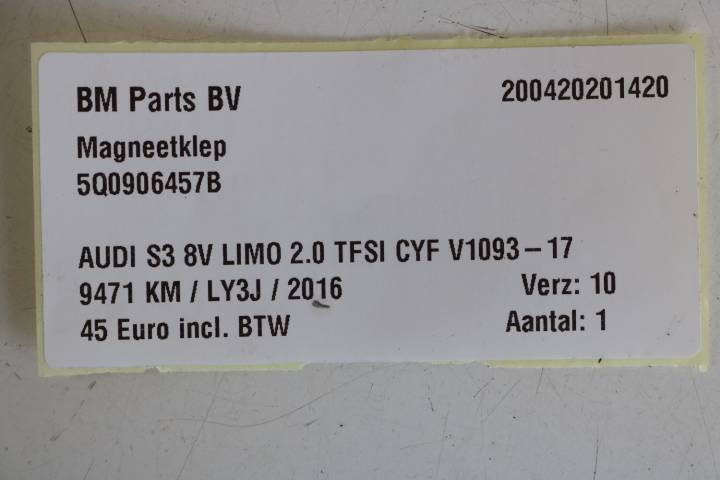 BM Parts BV 200420201420
Magneetklep
5Q0906457B
AUDI S3 8V LIMO 2.0 TFSI CYF V1093-17
9471 KM / LY3J / 2016 Verz: 10
45 Euro incl. BTW Aantal: 1